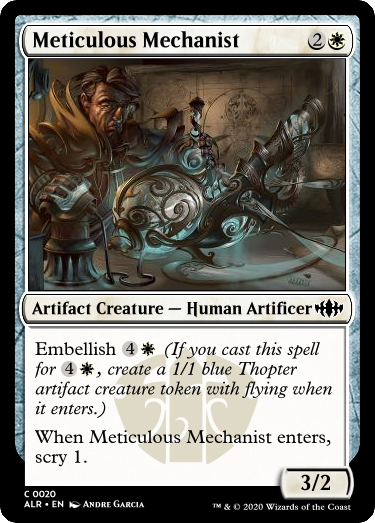 Meticulous Mechanist 2
Artifact Creature — Human Artificer
Embellish 4 (If you cast this spell
for 4, create a 1/1 blue Thopter
artifact creature token with flying when
it enters.)
When Meticulous Mechanist enters,
scry 1.
3/2
C 0020
ALR • EN Andre Garcia
™ & © 2020 Wizards of the Coast